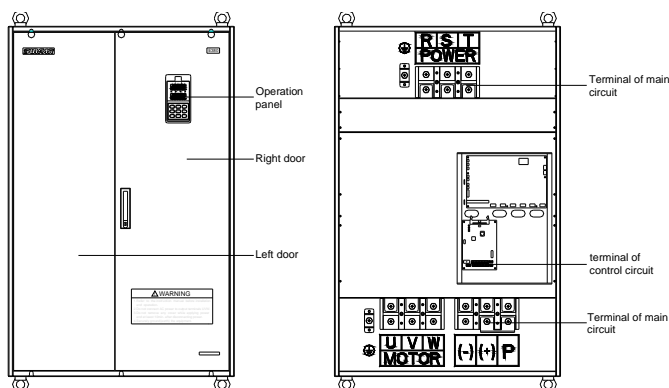 R S T
POWER
Operation
panel
Terminal of main
circuit
Right door
Left door
terminal of
control circuit
WARNING
Terminal of main
circuit
U V W
MOTOR
(-) (+) P